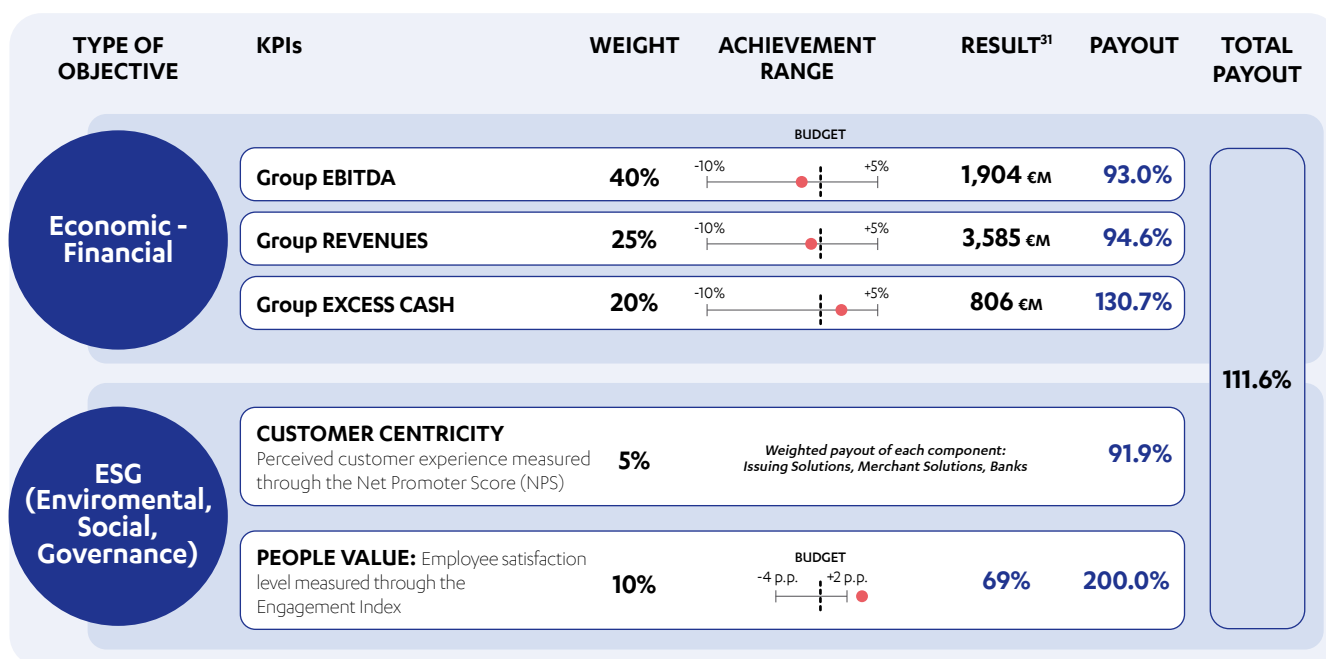 TYPE OF
OBJECTIVE
KPIs
WEIGHT
ACHIEVEMENT
RANGE
RESULT³¹
PAYOUT
TOTAL
PAYOUT
Economic -
Financial
BUDGET
Group EBITDA
40%
-10%
+5%
1,904 €M
93.0%
Group REVENUES
25%
-10%
+5%
3,585 €M
94.6%
Group EXCESS CASH
20%
-10%
+5%
806 €M
130.7%
111.6%
ESG
(Enviromental,
Social,
Governance)
CUSTOMER CENTRICITY
Perceived customer experience measured
through the Net Promoter Score (NPS)
5%
Weighted payout of each component:
Issuing Solutions, Merchant Solutions, Banks
91.9%
PEOPLE VALUE: Employee satisfaction
level measured through the
Engagement Index
10%
BUDGET
-4 p.p.
+2 p.p.
69%
200.0%